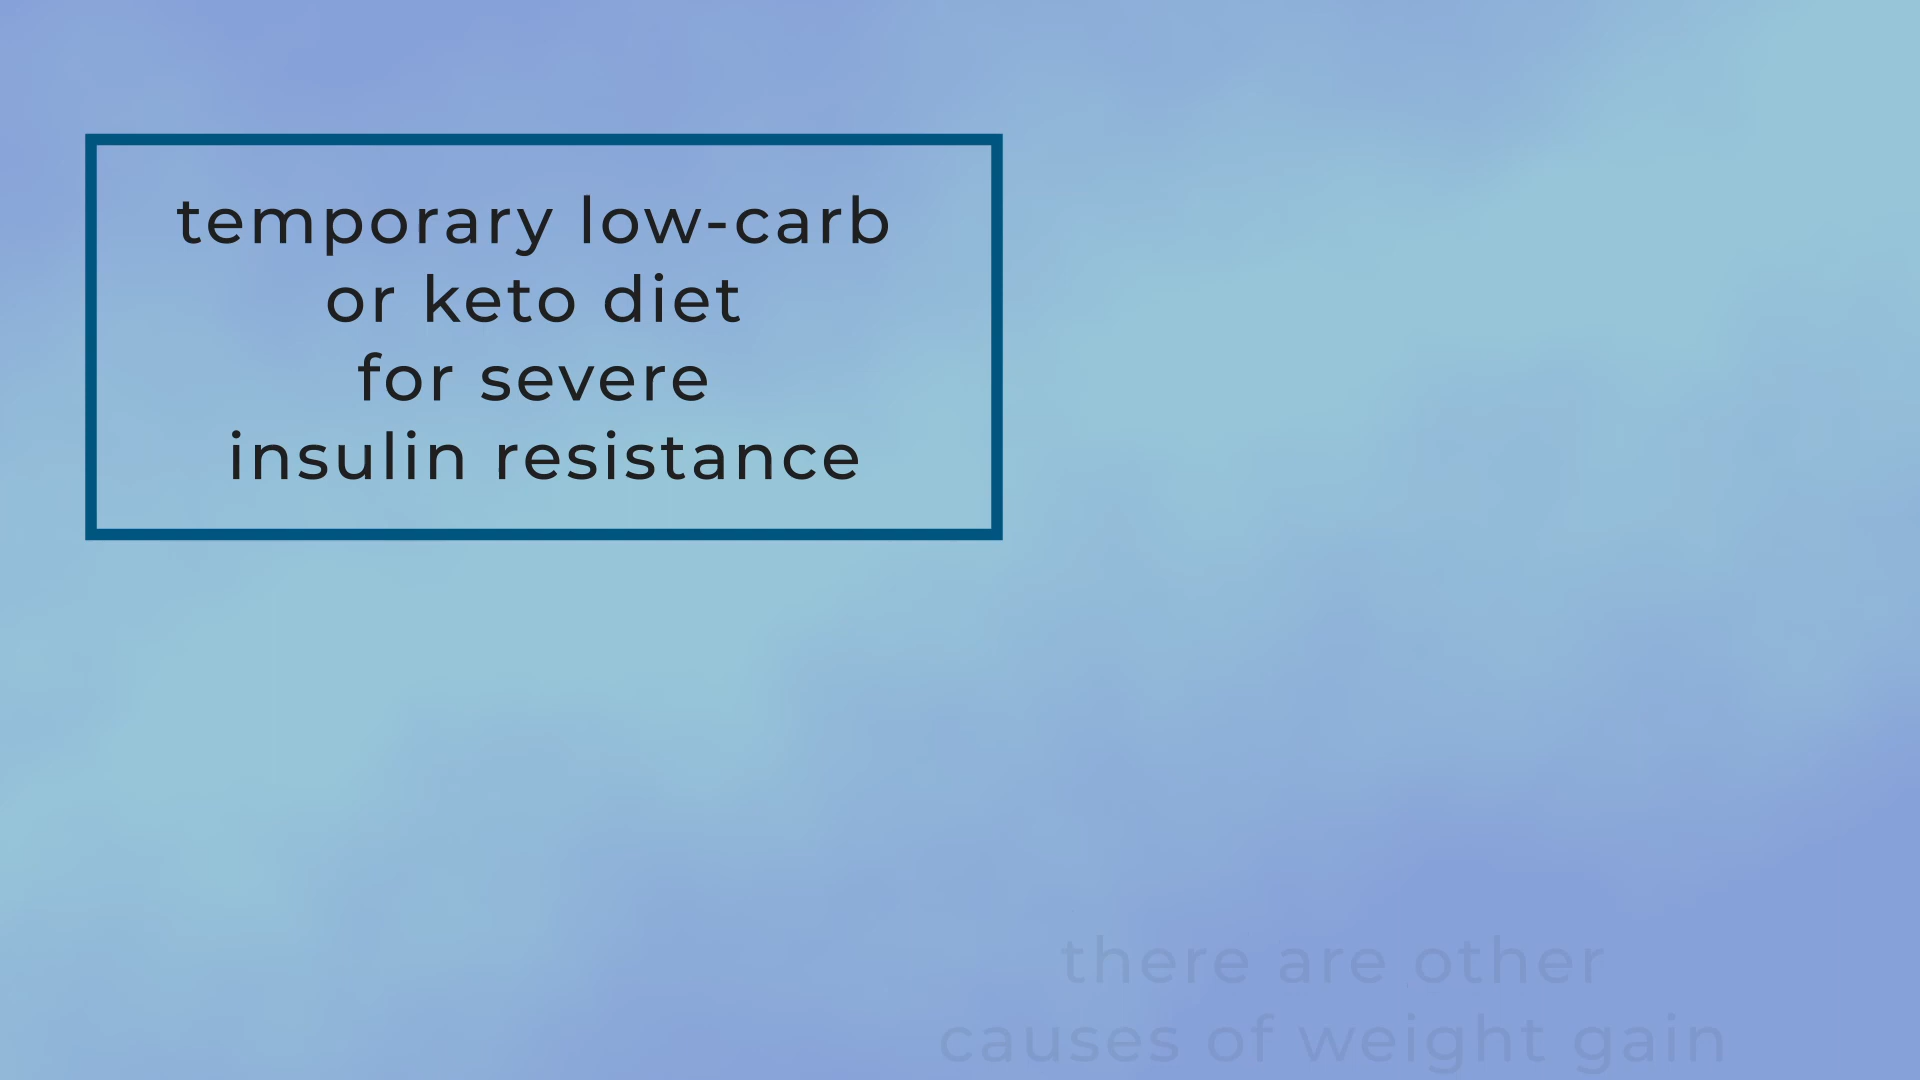 temporary low-carb
or keto diet
for severe
insulin resistance
there are other
causes of weight gain